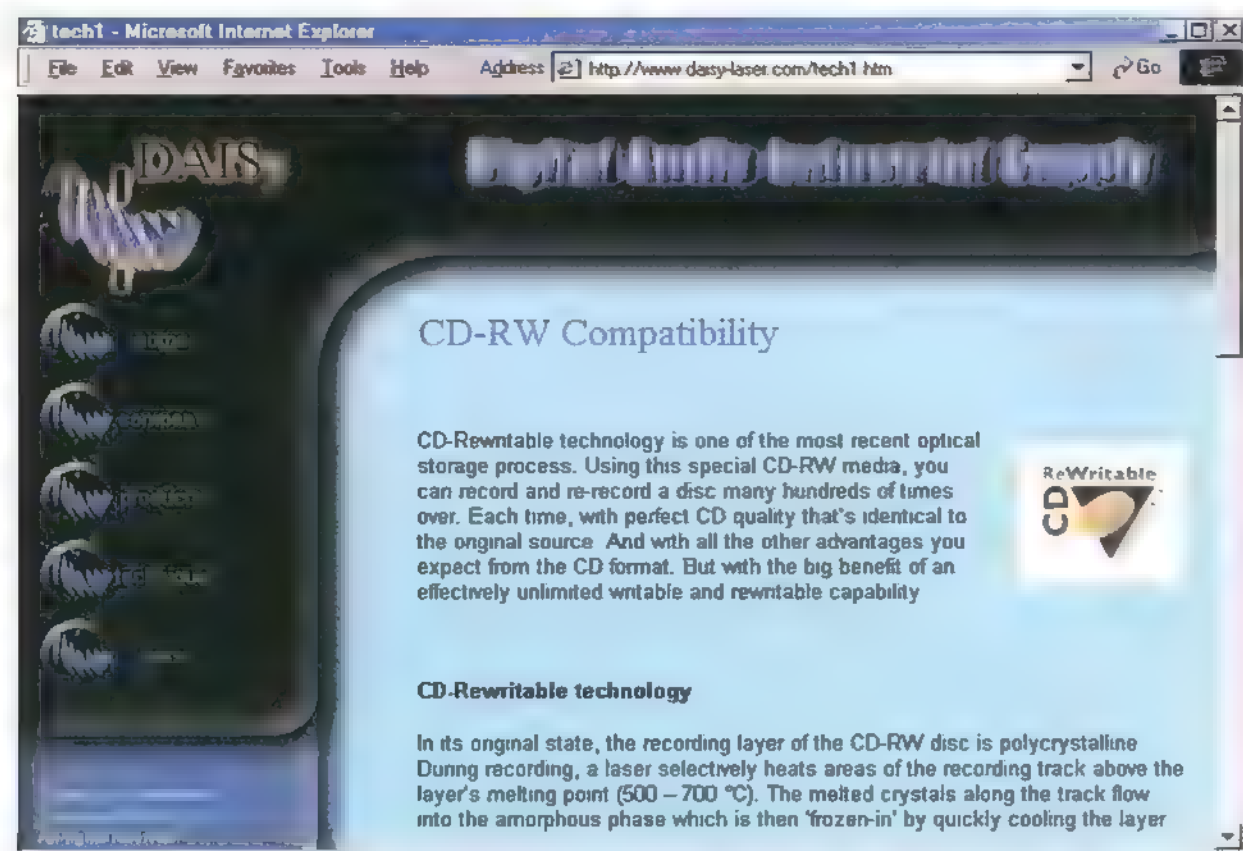 tech1 - Microsoft Internet Explorer
File Edit View Favorites Tools Help Address http://www.daisy-laser.com/tech1.htm Go
DAIS
CD-RW Compatibility
CD-Rewritable technology is one of the most recent optical
storage process. Using this special CD-RW media, you
can record and re-record a disc many hundreds of times
over. Each time, with perfect CD quality that's identical to
the original source. And with all the other advantages you
expect from the CD format. But with the big benefit of an
effectively unlimited writable and rewritable capability
ReWritable
CD
CD-Rewritable technology
In its original state, the recording layer of the CD-RW disc is polycrystalline
During recording, a laser selectively heats areas of the recording track above the
layer's melting point (500 – 700 °C). The melted crystals along the track flow
into the amorphous phase which is then 'frozen-in' by quickly cooling the layer